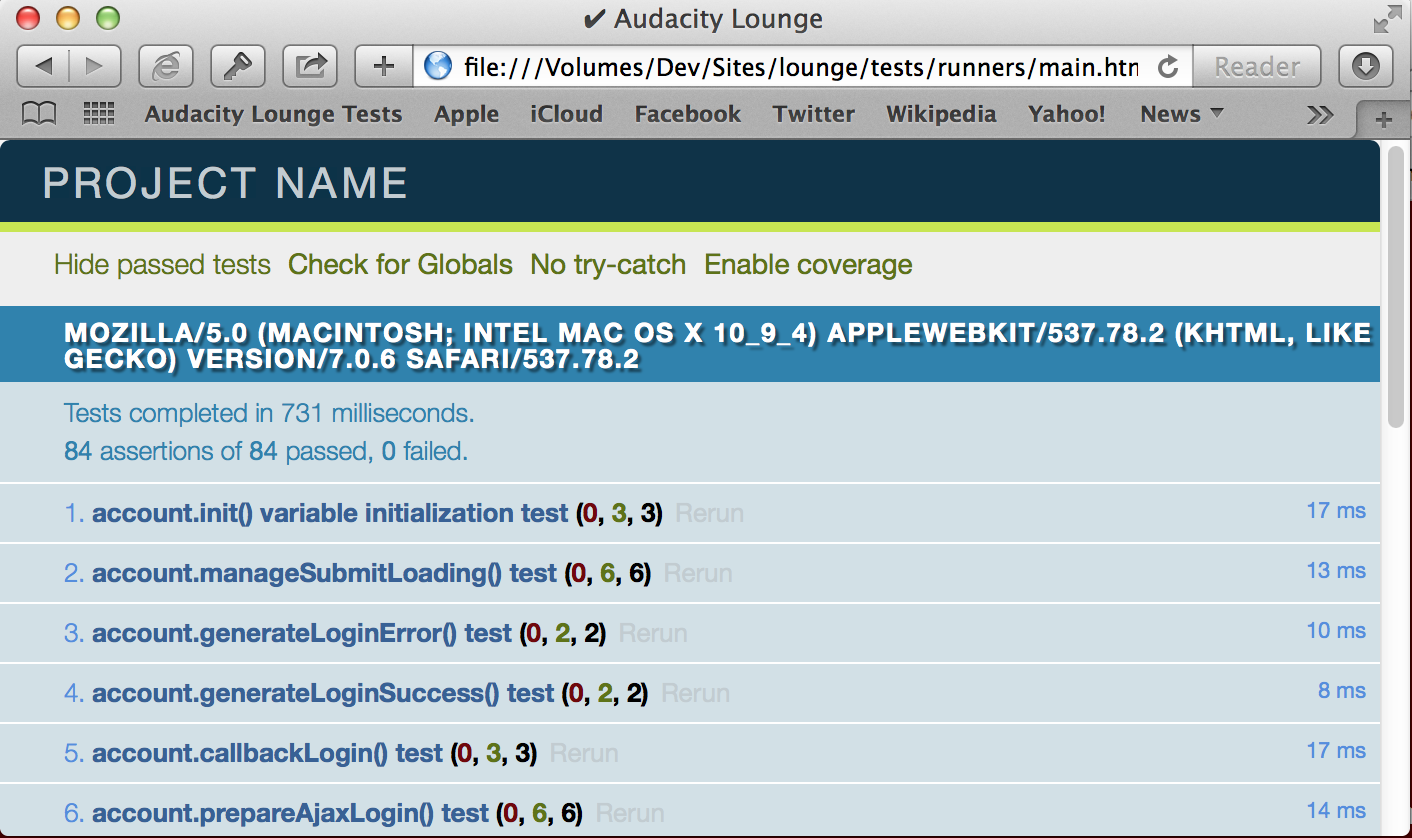 ✔ Audacity Lounge
file:///Volumes/Dev/Sites/lounge/tests/runners/main.htm
Reader
Audacity Lounge Tests Apple iCloud Facebook Twitter Wikipedia Yahoo! News
PROJECT NAME
Hide passed tests Check for Globals No try-catch Enable coverage
MOZILLA/5.0 (MACINTOSH; INTEL MAC OS X 10_9_4) APPLEWEBKIT/537.78.2 (KHTML, LIKE
GECKO) VERSION/7.0.6 SAFARI/537.78.2
Tests completed in 731 milliseconds.
84 assertions of 84 passed, 0 failed.
1. account.init() variable initialization test (0, 3, 3) Rerun 17 ms
2. account.manageSubmitLoading() test (0, 6, 6) Rerun 13 ms
3. account.generateLoginError() test (0, 2, 2) Rerun 10 ms
4. account.generateLoginSuccess() test (0, 2, 2) Rerun 8 ms
5. account.callbackLogin() test (0, 3, 3) Rerun 17 ms
6. account.prepareAjaxLogin() test (0, 6, 6) Rerun 14 ms